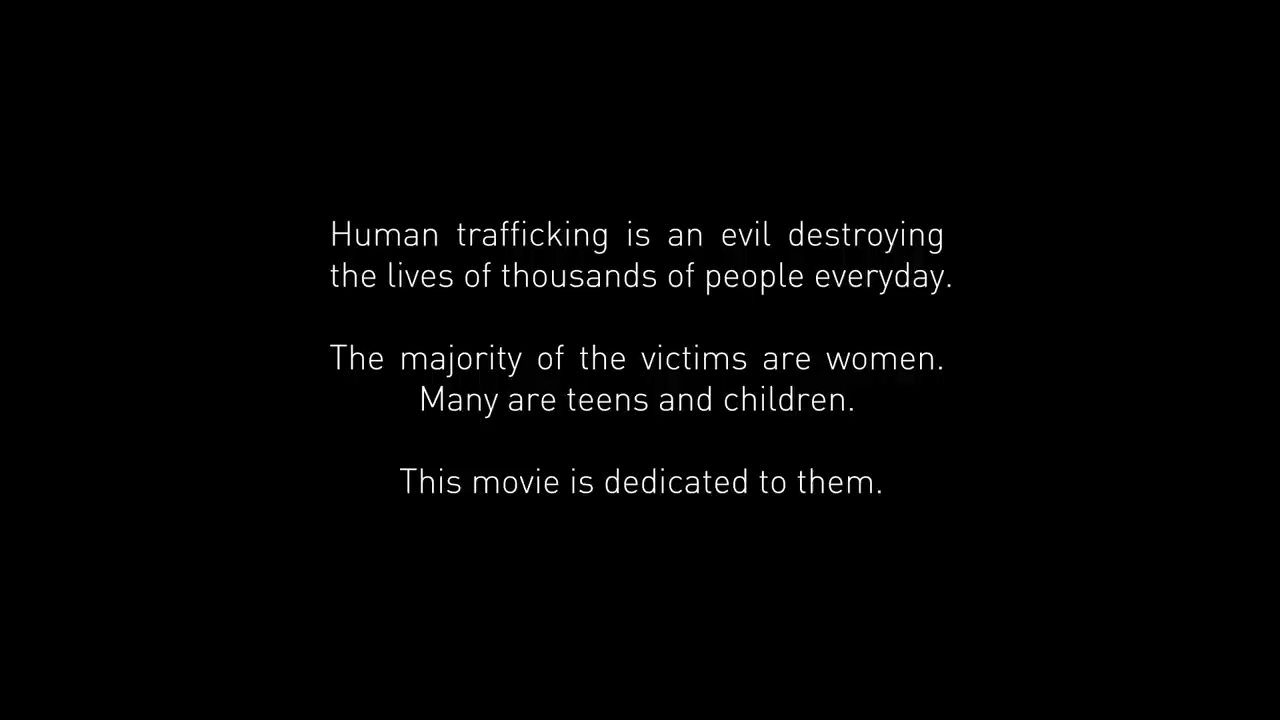 Human trafficking is an evil destroying
the lives of thousands of people everyday.
The majority of the victims are women.
Many are teens and children.
This movie is dedicated to them.